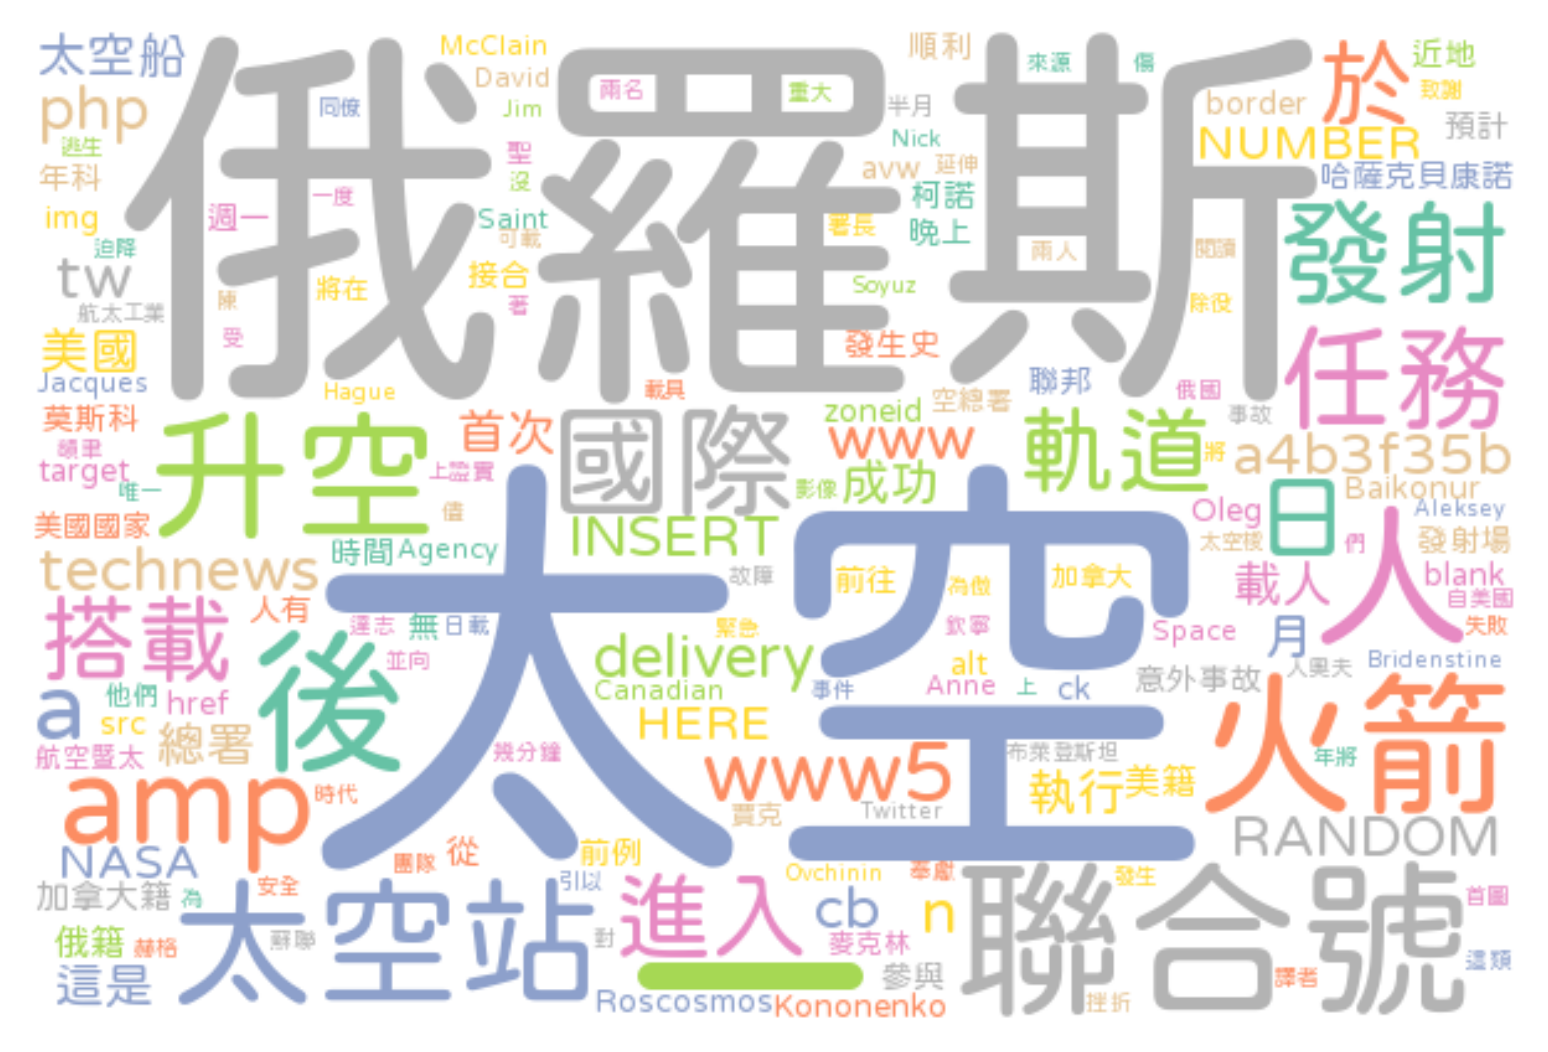 太空船
McClain
順利
來源
傷
近地
php
David
兩名
重大
半月
border
於
致謝
同僚
Jim
俄羅斯
NUMBER
預計
逃生
Nick
年科
聖
沒
avw
延伸
哈薩克貝康諾
img
週一
一度
Saint
可載
署長
柯諾
晚上
發射
迫降
兩人
閱讀
tw
陳
將在
接合
著
Soyuz
除役
航太工業
受
發生史
任務
美國
Jacques
Hague
載具
聯邦
俄國
空總署
事故
莫斯科
升空
首次
國際
zoneid
www
軌道
將
a4b3f35b
target
上證實
影像
成功
Baikonur
唯一
美國國家
INSERT
太空
Oleg
日
Aleksey
時間
Agency
太空梭
們
發射場
technews
故障
前往
為做
加拿大
載人
人
blank
自美國
搭載
人有
達志
無
日載
緊急
欽寧
Space
月
失敗
後
並向
delivery
alt
意外事故
人奧夫
Bridenstine
a
他們
href
Canadian
事件
Anne
上
ck
src
HERE
火箭
航空暨太
總署
幾分鐘
布萊登斯坦
年將
amp
時代
www5
執行
美籍
賈克
Twitter
RANDOM
NASA
團隊
從
前例
Ovchinin
奉獻
發生
加拿大籍
為
安全
引以
聯合號
首圖
太空站
進入
cb
n
俄籍
赫格
蘇聯
對
麥克林
這是
參與
譯者
這類
Roscosmos
Kononenko
挫折